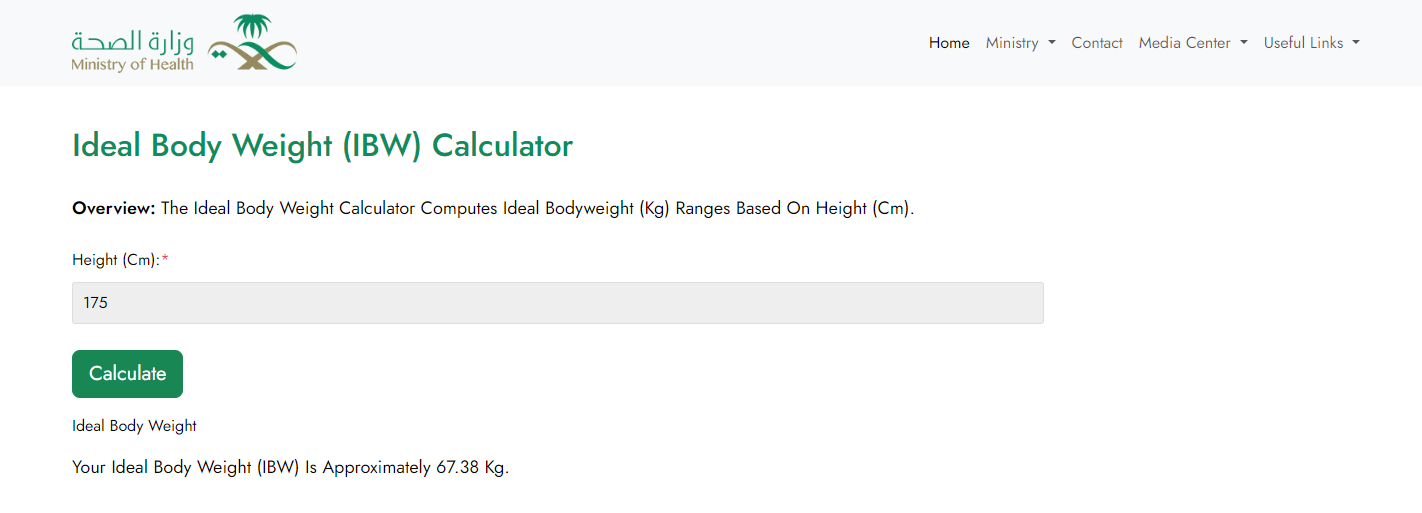 وزارة الصحة
Ministry of Health
Home Ministry Contact Media Center Useful Links
Ideal Body Weight (IBW) Calculator
Overview: The Ideal Body Weight Calculator Computes Ideal Bodyweight (Kg) Ranges Based On Height (Cm).
Height (Cm):*
175
Calculate
Ideal Body Weight
Your Ideal Body Weight (IBW) Is Approximately 67.38 Kg.